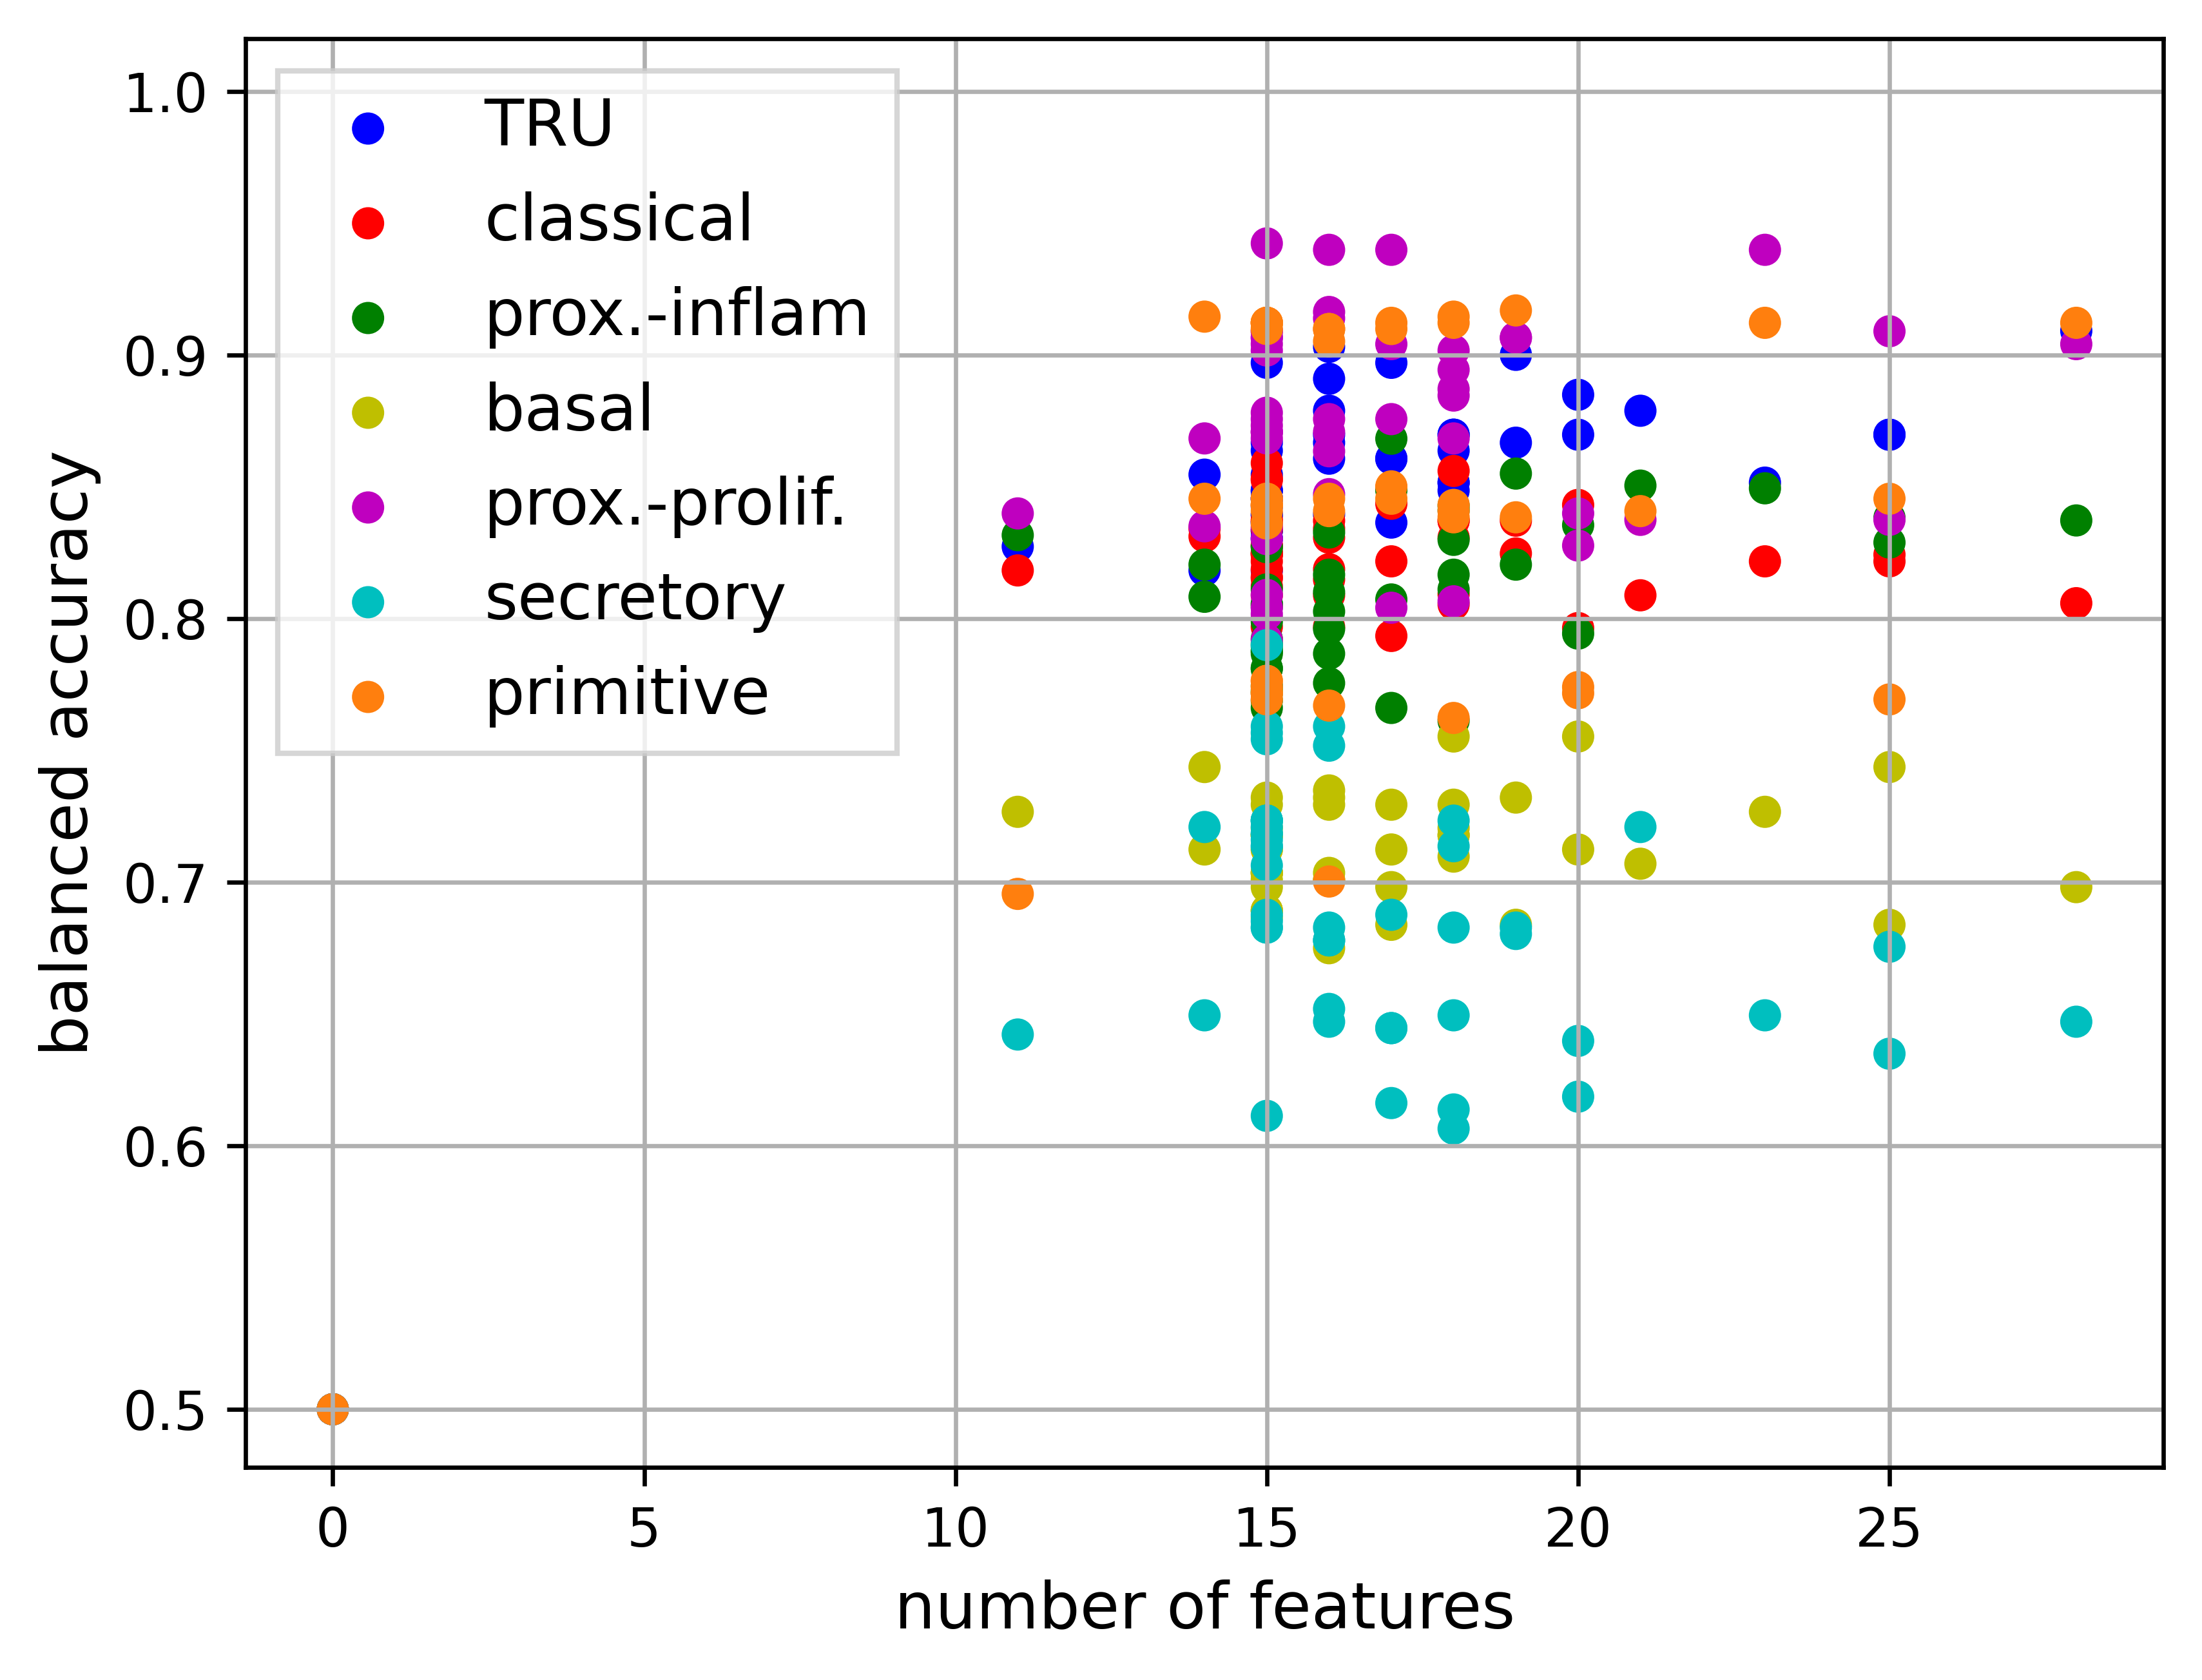 1.0
0.9
0.8
0.7
0.6
0.5
balanced accuracy
TRU
classical
prox.-inflam
basal
prox.-prolif.
secretory
primitive
0 5 10 15 20 25
number of features